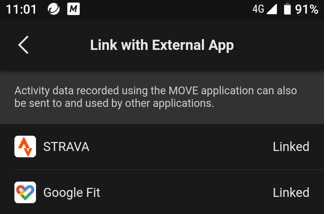 11:01 M 4G 91%
Link with External App
Activity data recorded using the MOVE application can also
be sent to and used by other applications.
STRAVA Linked
Google Fit Linked